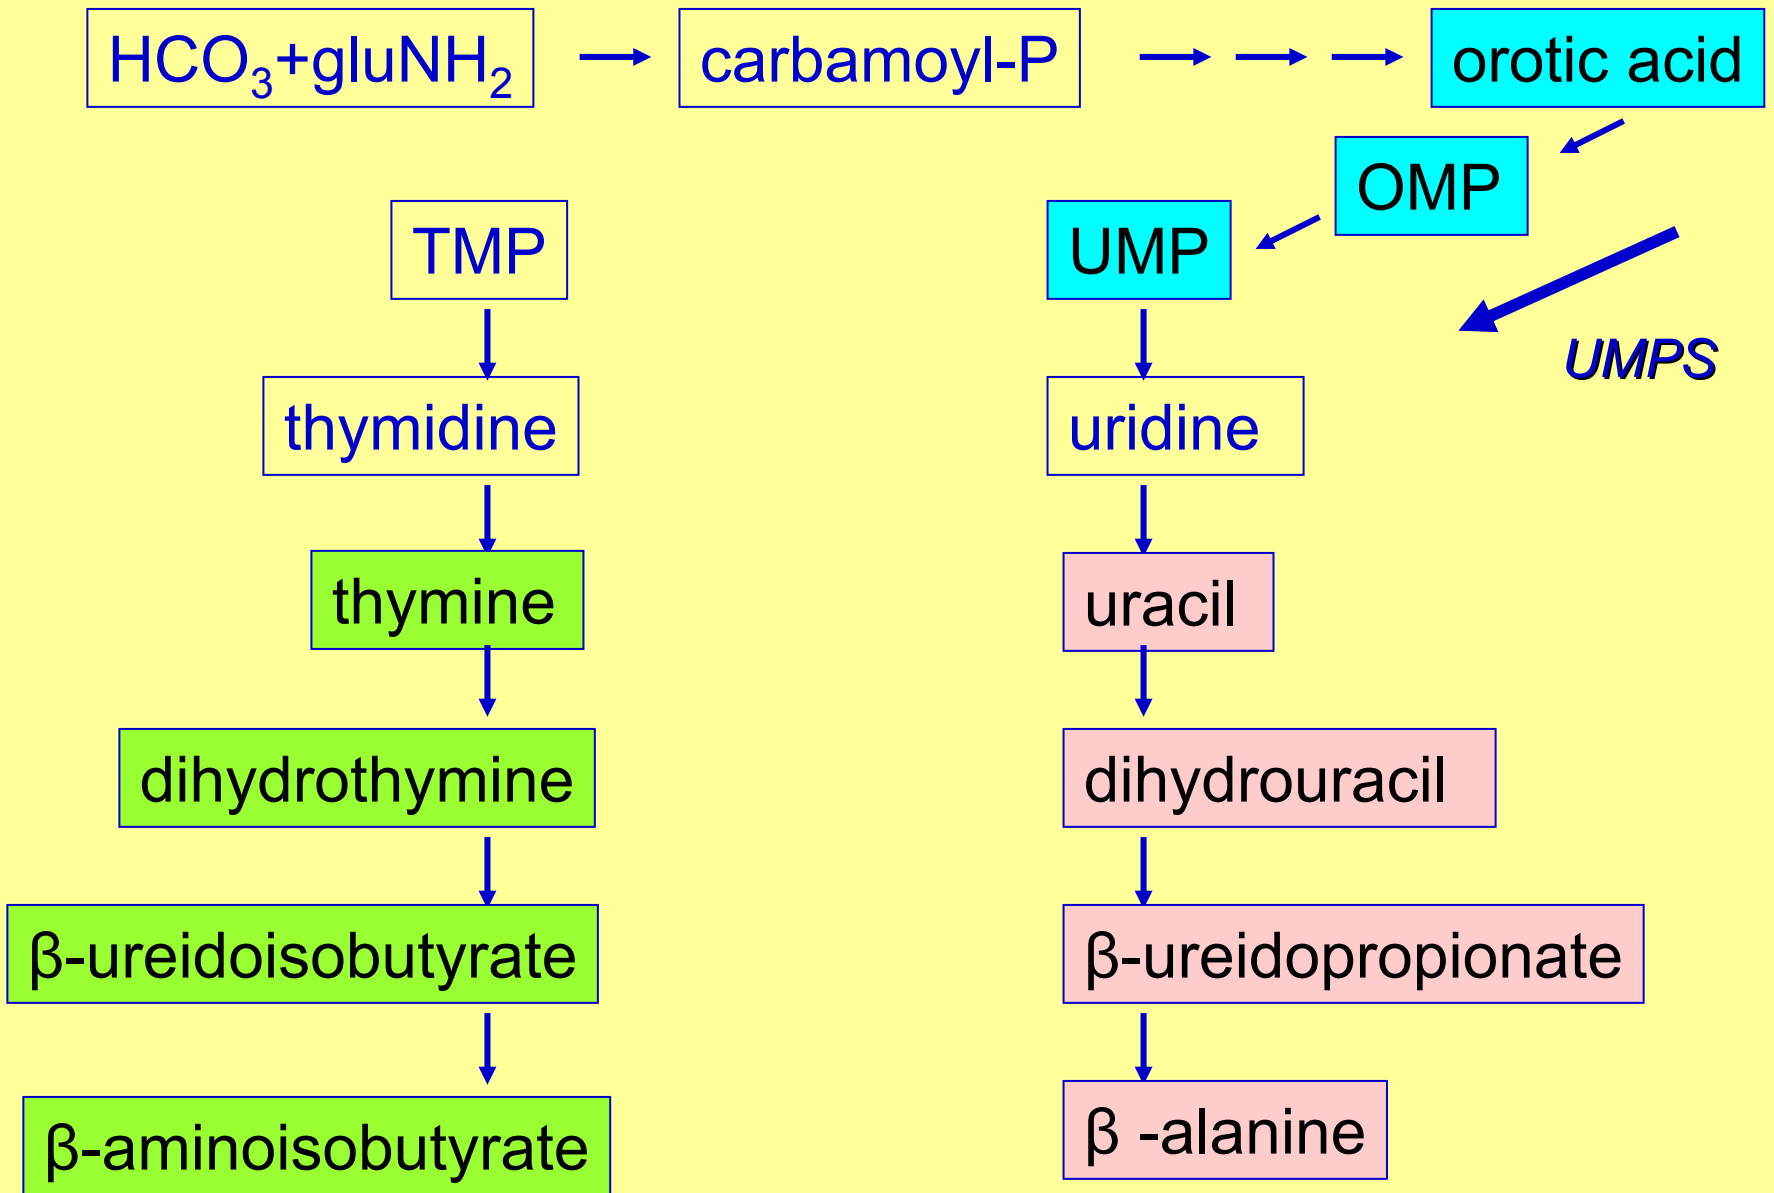 HCO₃+gluNH₂
carbamoyl-P
orotic acid
OMP
TMP
UMP
UMPS
thymidine
uridine
thymine
uracil
dihydrothymine
dihydrouracil
β-ureidoisobutyrate
β-ureidopropionate
β-aminoisobutyrate
β -alanine